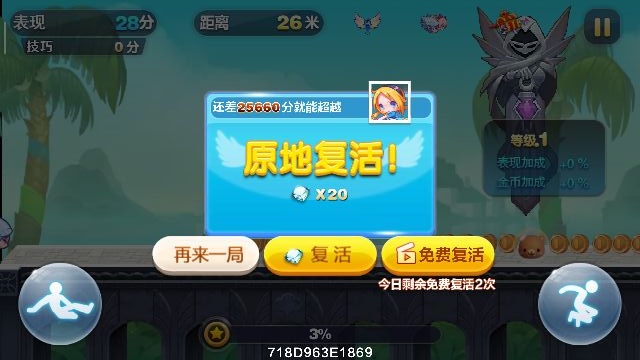 表现 28分
技巧 0分
距离 26米
还差25660分就能超越
原地复活!
X20
等级.1
表现加成 +0%
金币加成 +0%
再来一局
复活
免费复活
今日剩余免费复活2次
3%
718D963E1869